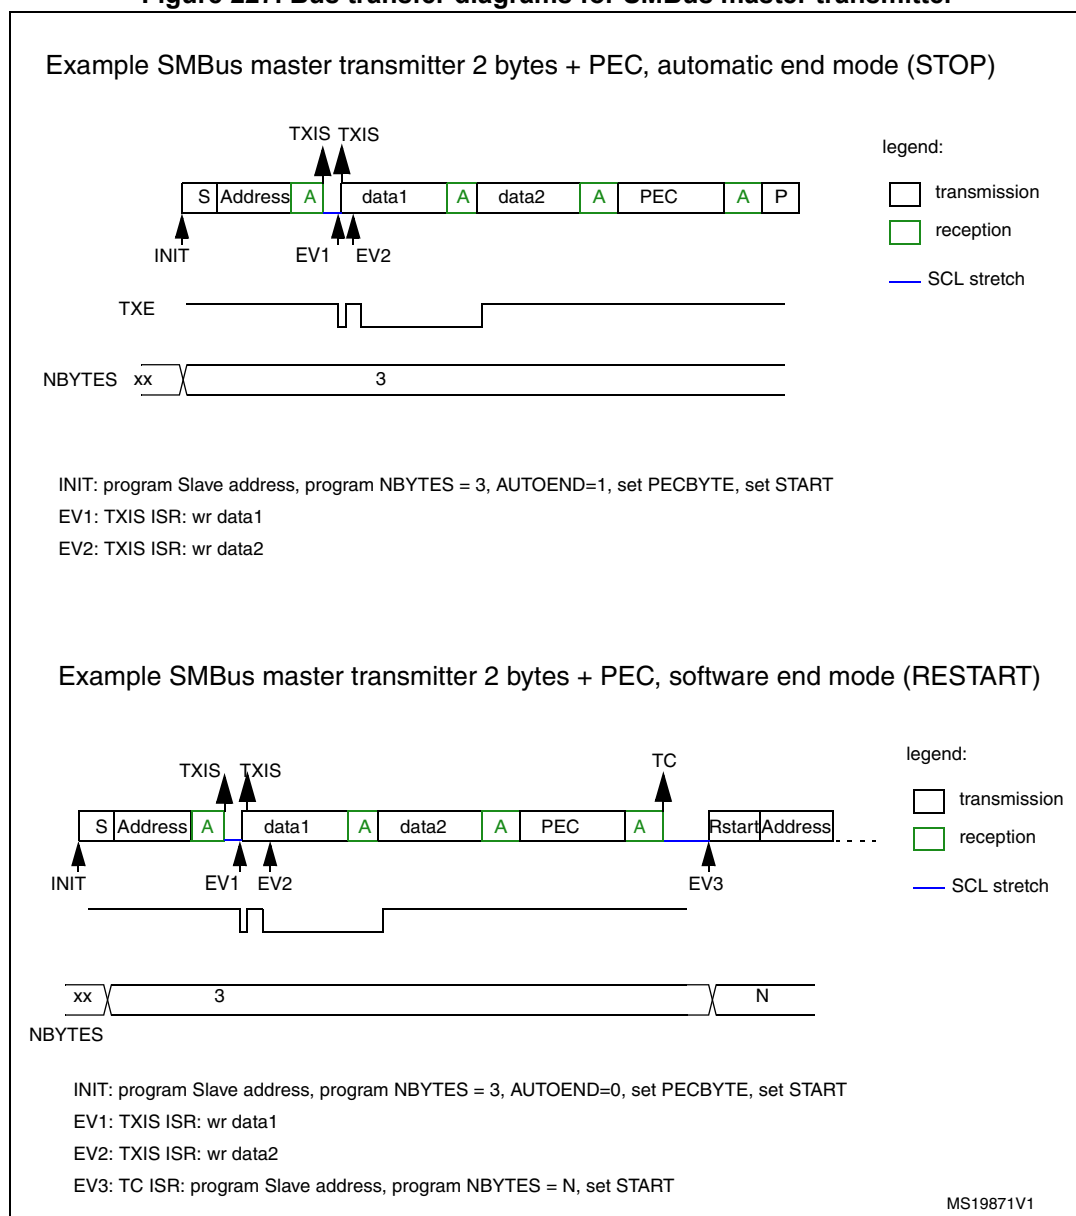 Figure 227. Bus transfer diagrams for SMBus master transmitter
Example SMBus master transmitter 2 bytes + PEC, automatic end mode (STOP)
TXIS TXIS
legend:
S Address A data1 A data2 A PEC A P
transmission
reception
INIT EV1 EV2
SCL stretch
TXE
NBYTES xx 3
INIT: program Slave address, program NBYTES = 3, AUTOEND=1, set PECBYTE, set START
EV1: TXIS ISR: wr data1
EV2: TXIS ISR: wr data2
Example SMBus master transmitter 2 bytes + PEC, software end mode (RESTART)
TXIS TXIS TC
legend:
S Address A data1 A data2 A PEC A Rstart Address
transmission
reception
INIT EV1 EV2 EV3
SCL stretch
xx 3 N
NBYTES
INIT: program Slave address, program NBYTES = 3, AUTOEND=0, set PECBYTE, set START
EV1: TXIS ISR: wr data1
EV2: TXIS ISR: wr data2
EV3: TC ISR: program Slave address, program NBYTES = N, set START
MS19871V1